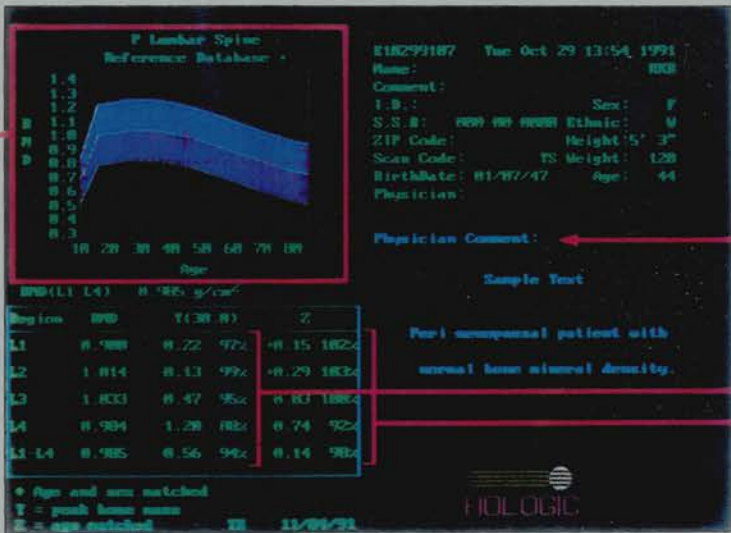 P Lumbar Spine
Reference Database *
1.4
1.3
1.2
1.1
1.0
0.9
0.8
0.7
0.6
0.5
0.4
0.3
B
M
D
10 20 30 40 50 60 70 80
Age
Tue Oct 29 13:54 1991
Name:
Comment:
I.D.: Sex: F
S.S.#: 000-00-0000 Ethnic: W
ZIP Code: Height: 5' 3"
Scan Code: TS Weight: 120
BirthDate: 01/07/47 Age: 44
Physician:
Physician Comment:
Sample Text
Peri menopausal patient with
normal bone mineral density.
BMD(L1 L4) 0.985 g/cm²
Region BMD T(30.0) Z
L1 0.980 0.22 97% +0.15 102%
L2 1.014 0.13 99% +0.29 103%
L3 1.033 0.47 95% 0.03 100%
L4 0.904 1.20 88% 0.74 92%
L1-L4 0.985 0.56 94% 0.14 98%
* Age and sex matched
T = peak bone mass
Z = age matched TK 11/04/91
HOLOGIC